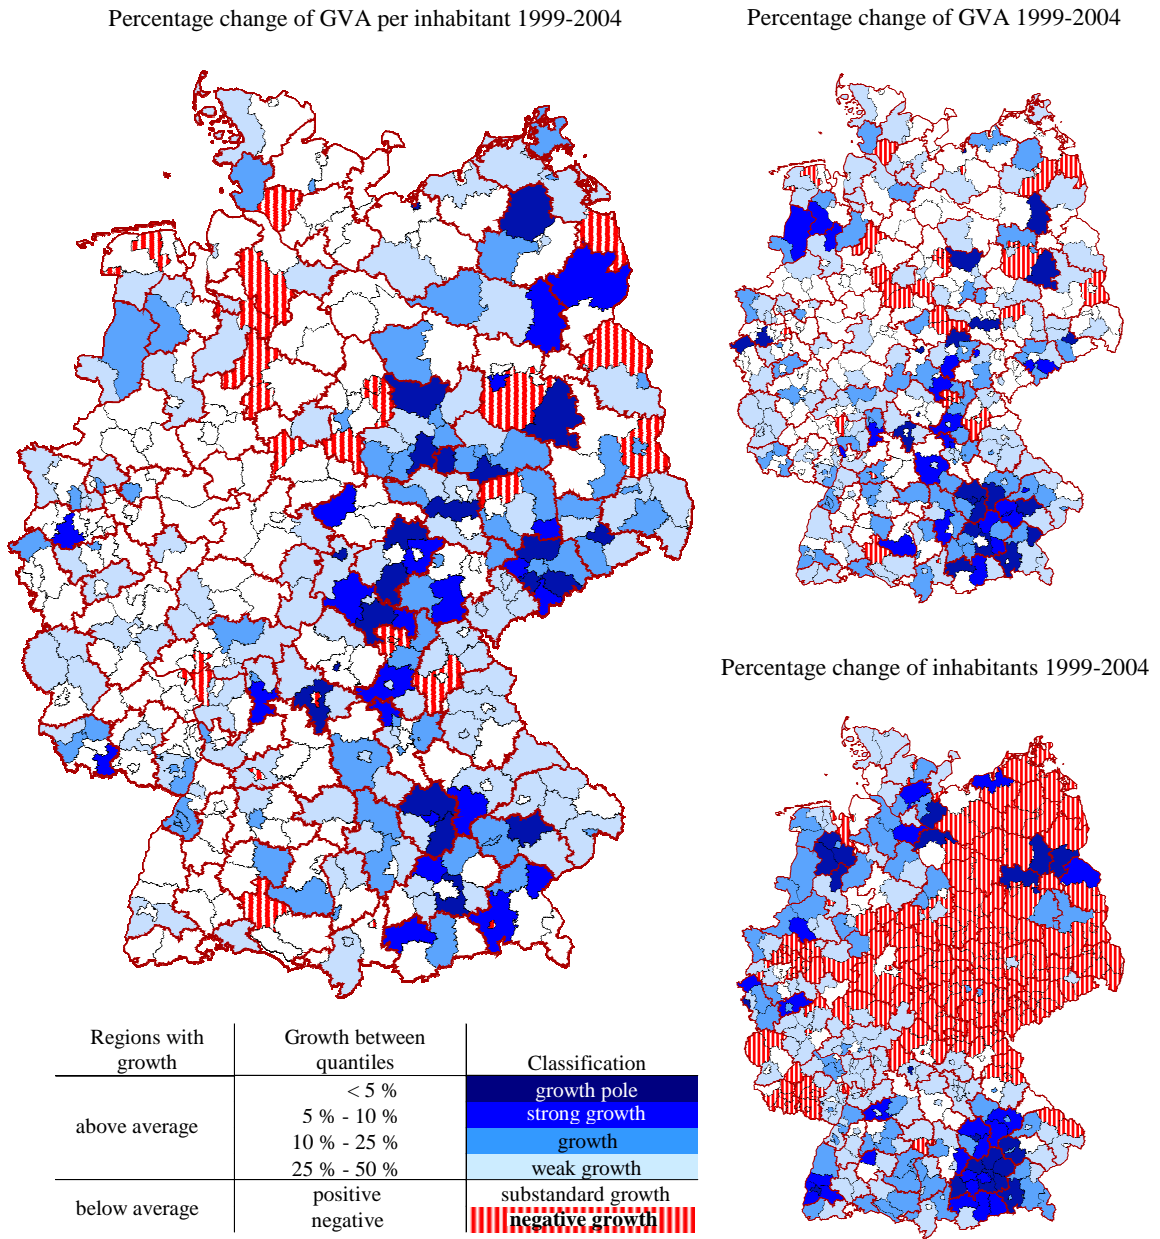 Percentage change of GVA per inhabitant 1999-2004
Percentage change of GVA 1999-2004
Percentage change of inhabitants 1999-2004
Regions with growth
Growth between quantiles
Classification
above average
< 5 %
growth pole
5 % - 10 %
strong growth
10 % - 25 %
growth
25 % - 50 %
weak growth
below average
positive
substandard growth
negative
negative growth